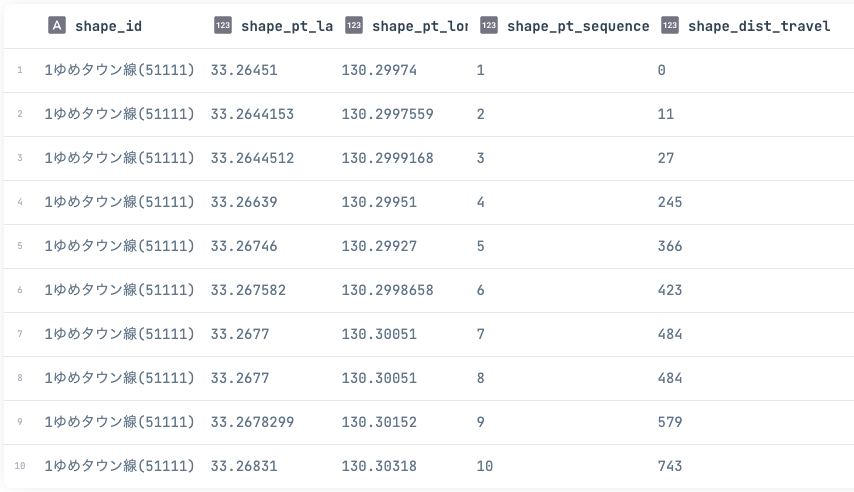 A shape_id 123 shape_pt_la 123 shape_pt_lon 123 shape_pt_sequence 123 shape_dist_travel
1 1ゆめタウン線(51111) 33.26451 130.29974 1 0
2 1ゆめタウン線(51111) 33.2644153 130.2997559 2 11
3 1ゆめタウン線(51111) 33.2644512 130.2999168 3 27
4 1ゆめタウン線(51111) 33.26639 130.29951 4 245
5 1ゆめタウン線(51111) 33.26746 130.29927 5 366
6 1ゆめタウン線(51111) 33.267582 130.2998658 6 423
7 1ゆめタウン線(51111) 33.2677 130.30051 7 484
8 1ゆめタウン線(51111) 33.2677 130.30051 8 484
9 1ゆめタウン線(51111) 33.2678299 130.30152 9 579
10 1ゆめタウン線(51111) 33.26831 130.30318 10 743